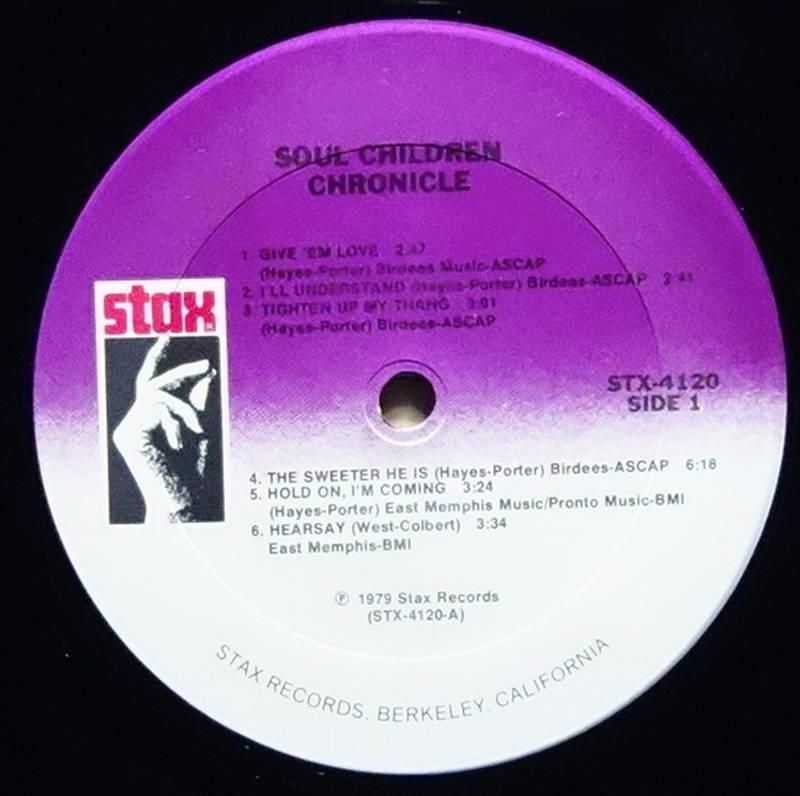 SOUL CHILDREN
CHRONICLE
1. GIVE 'EM LOVE 2:47
(Hayes-Porter) Birdees Music-ASCAP
2. I'LL UNDERSTAND (Hayes-Porter) Birdees-ASCAP 2:41
3. TIGHTEN UP MY THANG 3:01
(Hayes-Porter) Birdees-ASCAP
stax
STX-4120
SIDE 1
4. THE SWEETER HE IS (Hayes-Porter) Birdees-ASCAP 6:18
5. HOLD ON, I'M COMING 3:24
(Hayes-Porter) East Memphis Music/Pronto Music-BMI
6. HEARSAY (West-Colbert) 3:34
East Memphis-BMI
℗ 1979 Stax Records
(STX-4120-A)
STAX RECORDS, BERKELEY, CALIFORNIA